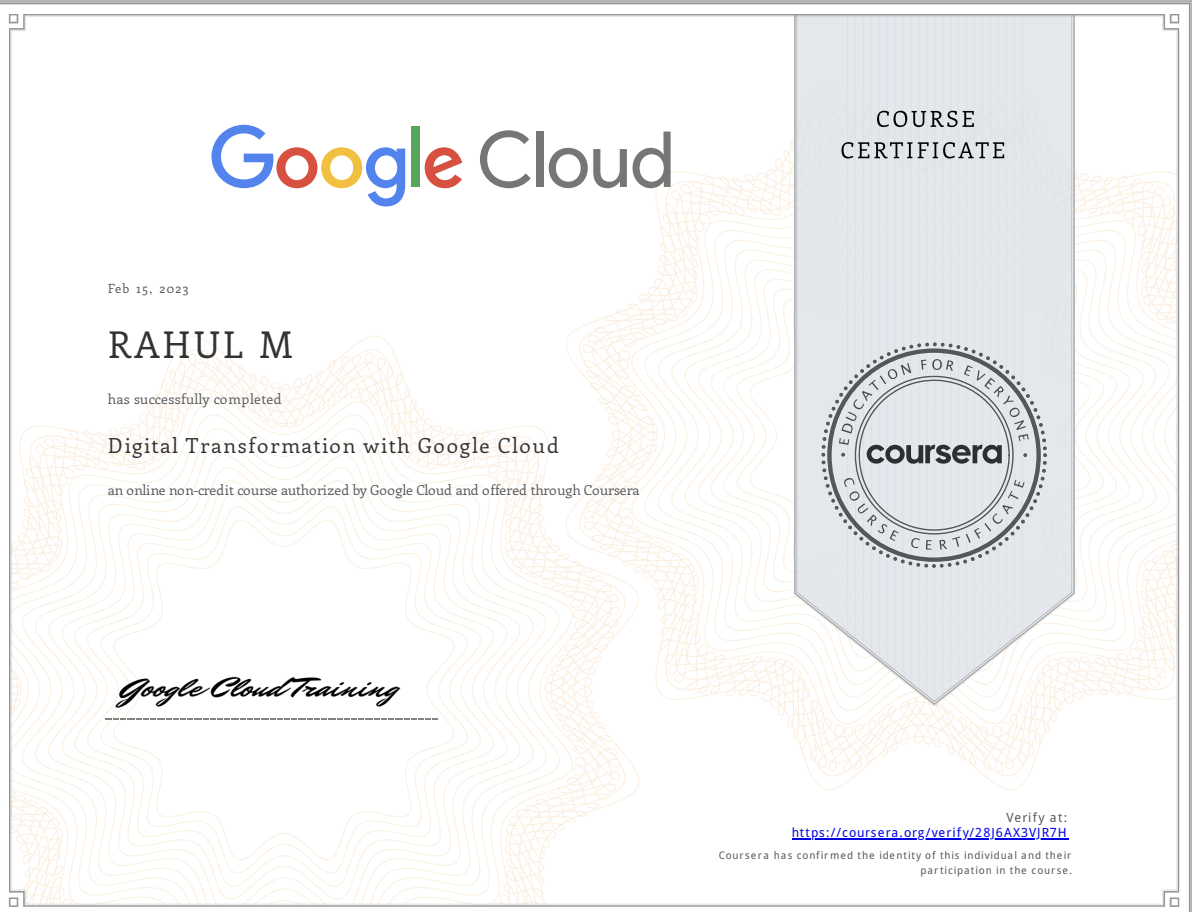 Google Cloud
COURSE
CERTIFICATE
Feb 15, 2023
RAHUL M
has successfully completed
Digital Transformation with Google Cloud
an online non-credit course authorized by Google Cloud and offered through Coursera
EDUCATION FOR EVERYONE
coursera
COURSE CERTIFICATE
Google Cloud Training
Verify at:
https://coursera.org/verify/28J6AX3VJR7H
Coursera has confirmed the identity of this individual and their
participation in the course.